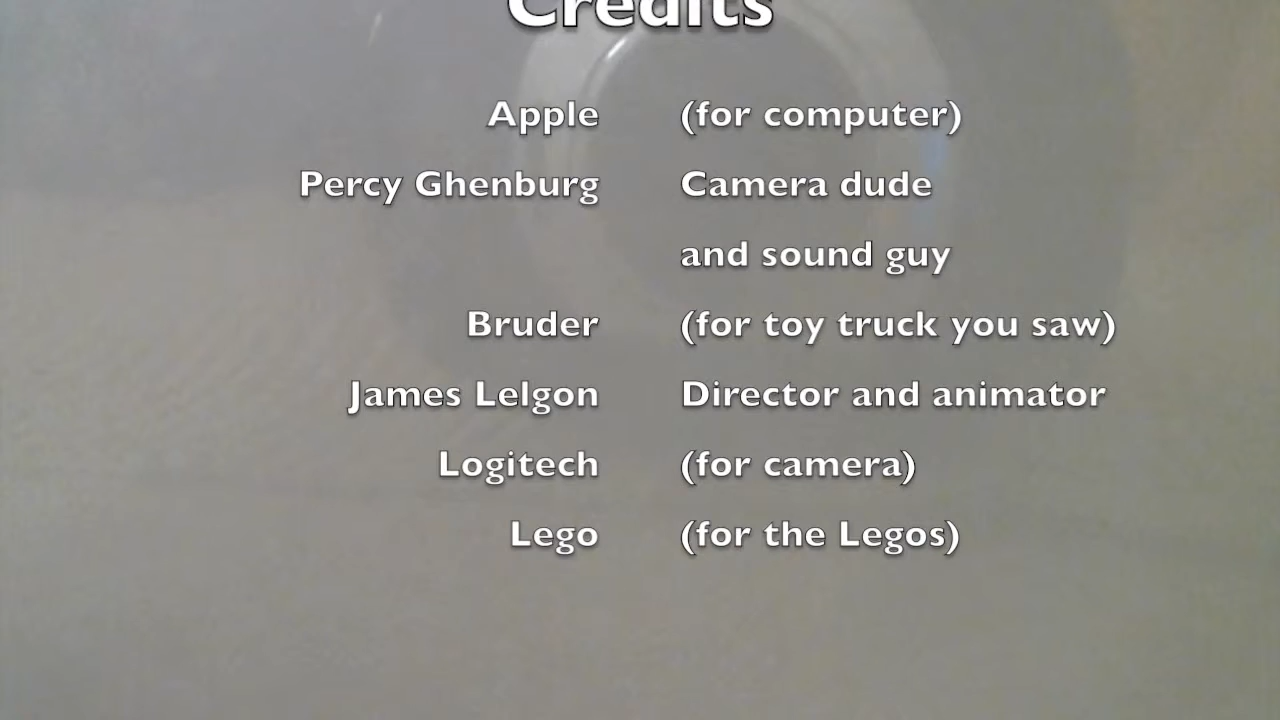 Credits
Apple (for computer)
Percy Ghenburg Camera dude
and sound guy
Bruder (for toy truck you saw)
James Lelgon Director and animator
Logitech (for camera)
Lego (for the Legos)